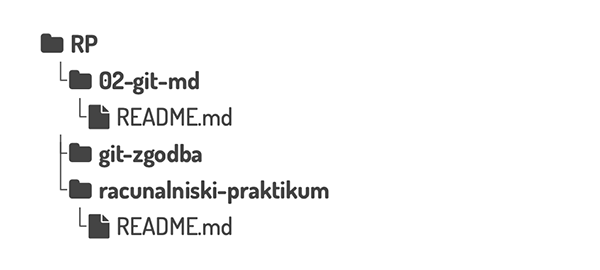 RP
02-git-md
README.md
git-zgodba
racunalniski-praktikum
README.md